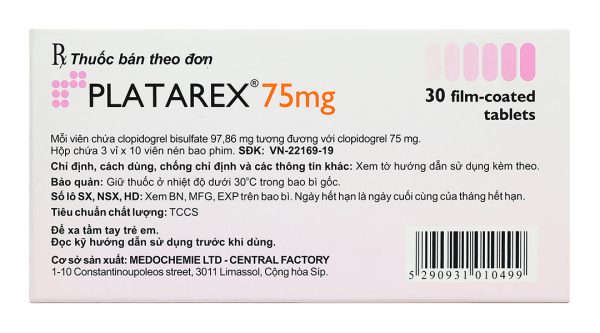 Rx Thuốc bán theo đơn
PLATAREX® 75mg
30 film-coated
tablets
Mỗi viên chứa clopidogrel bisulfate 97,86 mg tương đương với clopidogrel 75 mg.
Hộp chứa 3 vỉ x 10 viên nén bao phim. SĐK: VN-22169-19
Chỉ định, cách dùng, chống chỉ định và các thông tin khác: Xem tờ hướng dẫn sử dụng kèm theo.
Bảo quản: Giữ thuốc ở nhiệt độ dưới 30°C trong bao bì gốc.
Số lô SX, NSX, HD: Xem BN, MFG, EXP trên bao bì. Ngày hết hạn là ngày cuối cùng của tháng hết hạn.
Tiêu chuẩn chất lượng: TCCS
Để xa tầm tay trẻ em.
Đọc kỹ hướng dẫn sử dụng trước khi dùng.
Cơ sở sản xuất: MEDOCHEMIE LTD - CENTRAL FACTORY
1-10 Constantinoupoleos street, 3011 Limassol, Cộng hòa Síp.
5 290931 010499